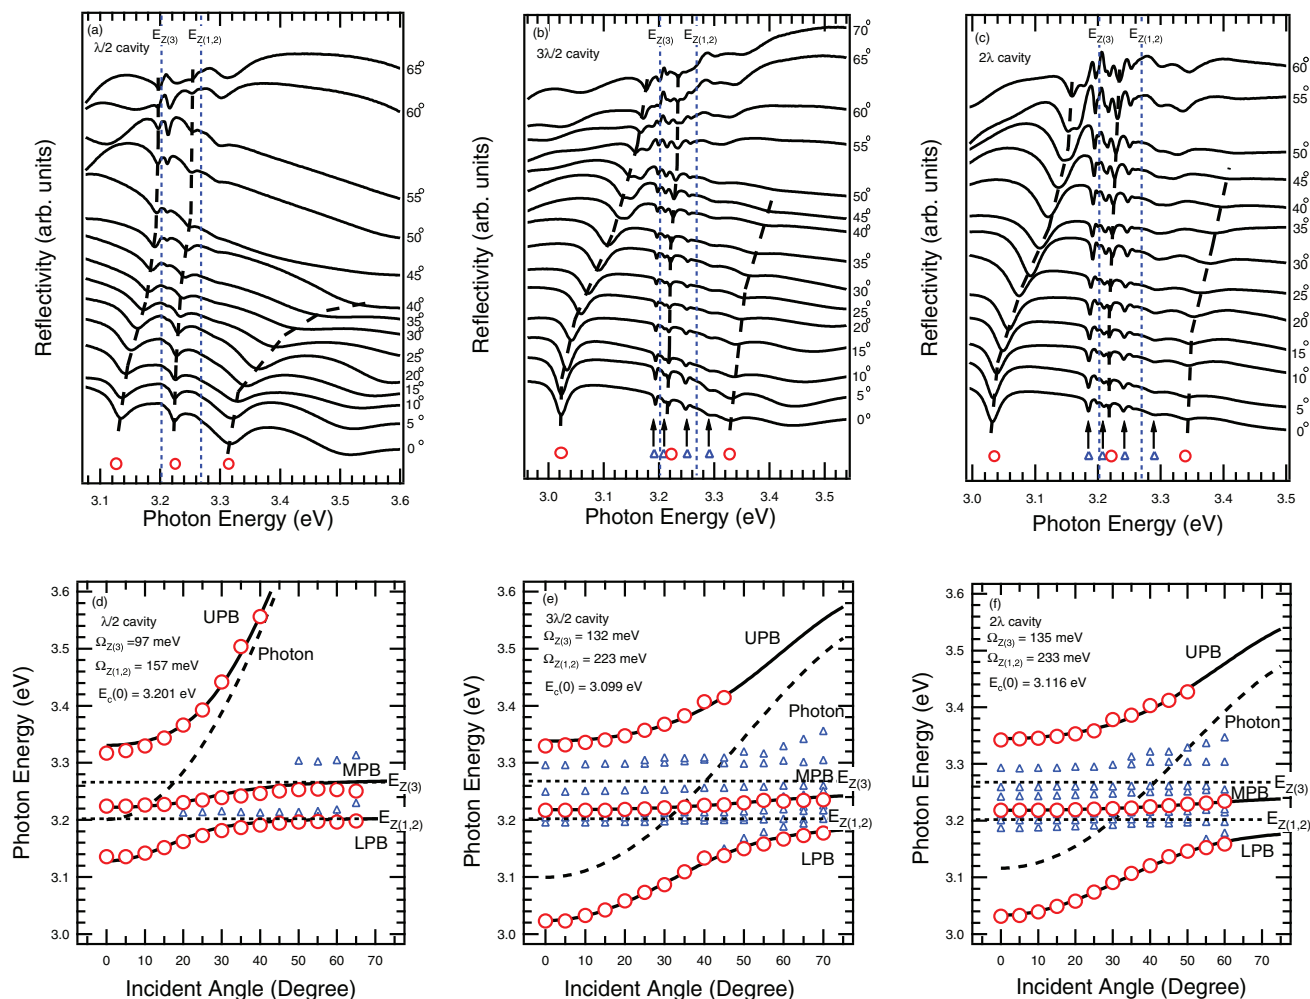 (a)
E_Z(3)
E_Z(1,2)
λ/2 cavity
65°
60°
55°
50°
45°
40°
35°
30°
25°
20°
15°
10°
5°
0°
Reflectivity (arb. units)
3.1 3.2 3.3 3.4 3.5 3.6
Photon Energy (eV)
(b)
E_Z(3) E_Z(1,2)
3λ/2 cavity
70°
65°
60°
55°
50°
45°
40°
35°
30°
25°
20°
15°
10°
5°
0°
Reflectivity (arb. units)
3.0 3.1 3.2 3.3 3.4 3.5
Photon Energy (eV)
(c)
E_Z(3) E_Z(1,2)
2λ cavity
60°
55°
50°
45°
40°
35°
30°
25°
20°
15°
10°
5°
0°
Reflectivity (arb. units)
3.0 3.1 3.2 3.3 3.4 3.5
Photon Energy (eV)
(d)
λ/2 cavity
Ω_Z(3) =97 meV
Ω_Z(1,2) = 157 meV
E_c(0) = 3.201 eV
UPB
Photon
MPB
E_Z(3)
E_Z(1,2)
LPB
3.6
3.5
3.4
3.3
3.2
3.1
3.0
Photon Energy (eV)
0 10 20 30 40 50 60 70
Incident Angle (Degree)
(e)
3λ/2 cavity
Ω_Z(3) = 132 meV
Ω_Z(1,2) = 223 meV
E_c(0) = 3.099 eV
UPB
Photon
MPB E_Z(3)
E_Z(1,2)
LPB
3.6
3.5
3.4
3.3
3.2
3.1
3.0
Photon Energy (eV)
0 10 20 30 40 50 60 70
Incident Angle (Degree)
(f)
2λ cavity
Ω_Z(3) = 135 meV
Ω_Z(1,2) = 233 meV
E_c(0) = 3.116 eV
UPB
Photon
E_Z(3)
MPB
E_Z(1,2)
LPB
3.6
3.5
3.4
3.3
3.2
3.1
3.0
Photon Energy (eV)
0 10 20 30 40 50 60 70
Incident Angle (Degree)